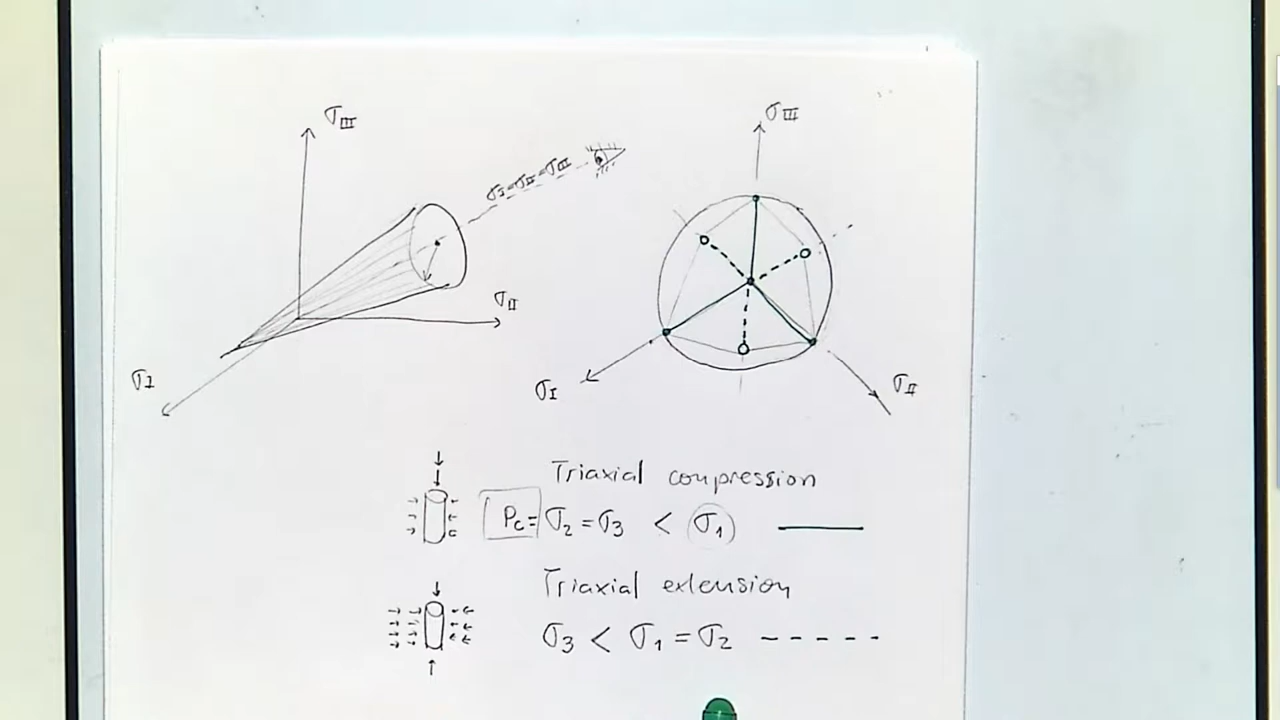 σIII
σI=σII=σIII
σII
σI
σIII
σI
σII
Triaxial compression
Pc= σ2 = σ3 < σ1
Triaxial extension
σ3 < σ1 = σ2